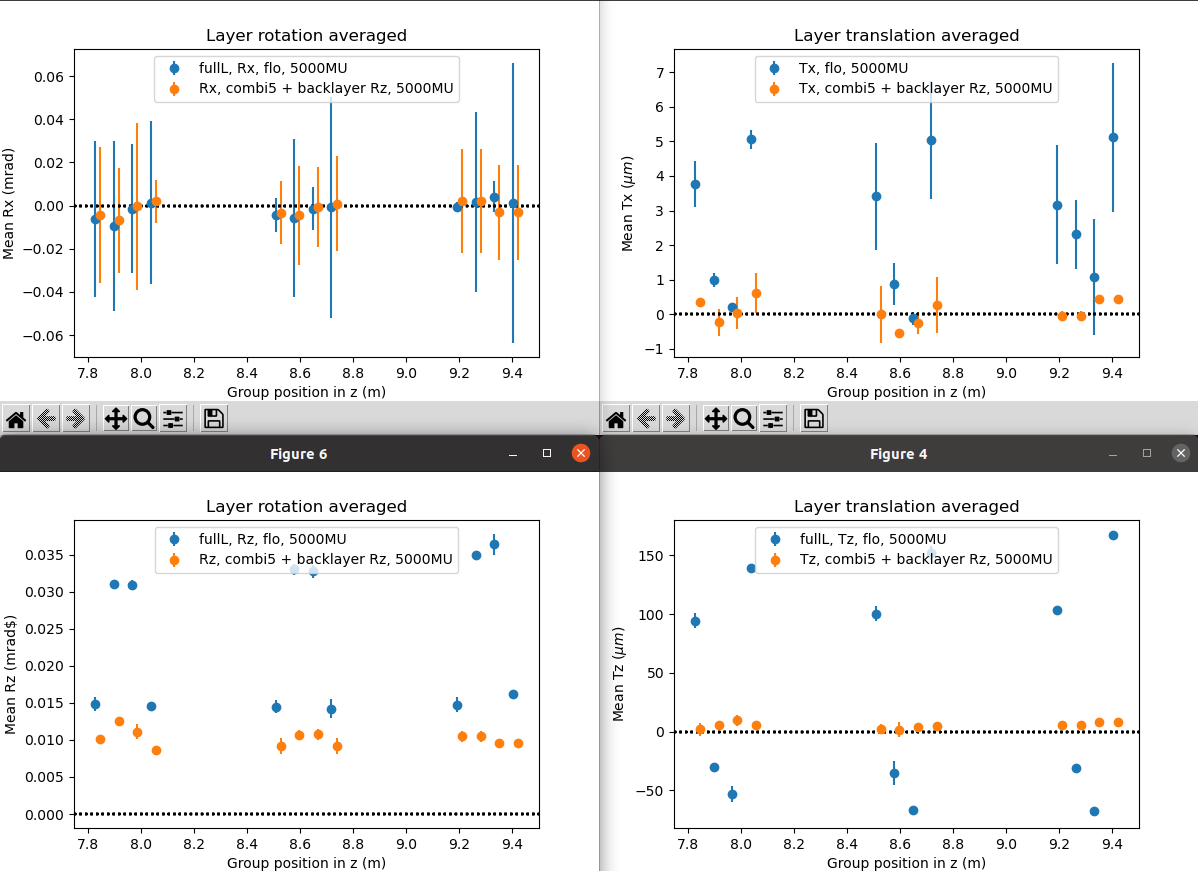 Layer rotation averaged
fullL, Rx, flo, 5000MU
Rx, combi5 + backlayer Rz, 5000MU
Mean Rx (mrad)
0.06
0.04
0.02
0.00
−0.02
−0.04
−0.06
7.8 8.0 8.2 8.4 8.6 8.8 9.0 9.2 9.4
Group position in z (m)
Layer translation averaged
Tx, flo, 5000MU
Tx, combi5 + backlayer Rz, 5000MU
Mean Tx (μm)
7
6
5
4
3
2
1
0
−1
7.8 8.0 8.2 8.4 8.6 8.8 9.0 9.2 9.4
Group position in z (m)
Figure 6
Layer rotation averaged
fullL, Rz, flo, 5000MU
Rz, combi5 + backlayer Rz, 5000MU
Mean Rz (mrad$)
0.035
0.030
0.025
0.020
0.015
0.010
0.005
0.000
7.8 8.0 8.2 8.4 8.6 8.8 9.0 9.2 9.4
Group position in z (m)
Figure 4
Layer translation averaged
fullL, Tz, flo, 5000MU
Tz, combi5 + backlayer Rz, 5000MU
Mean Tz (μm)
150
100
50
0
−50
7.8 8.0 8.2 8.4 8.6 8.8 9.0 9.2 9.4
Group position in z (m)